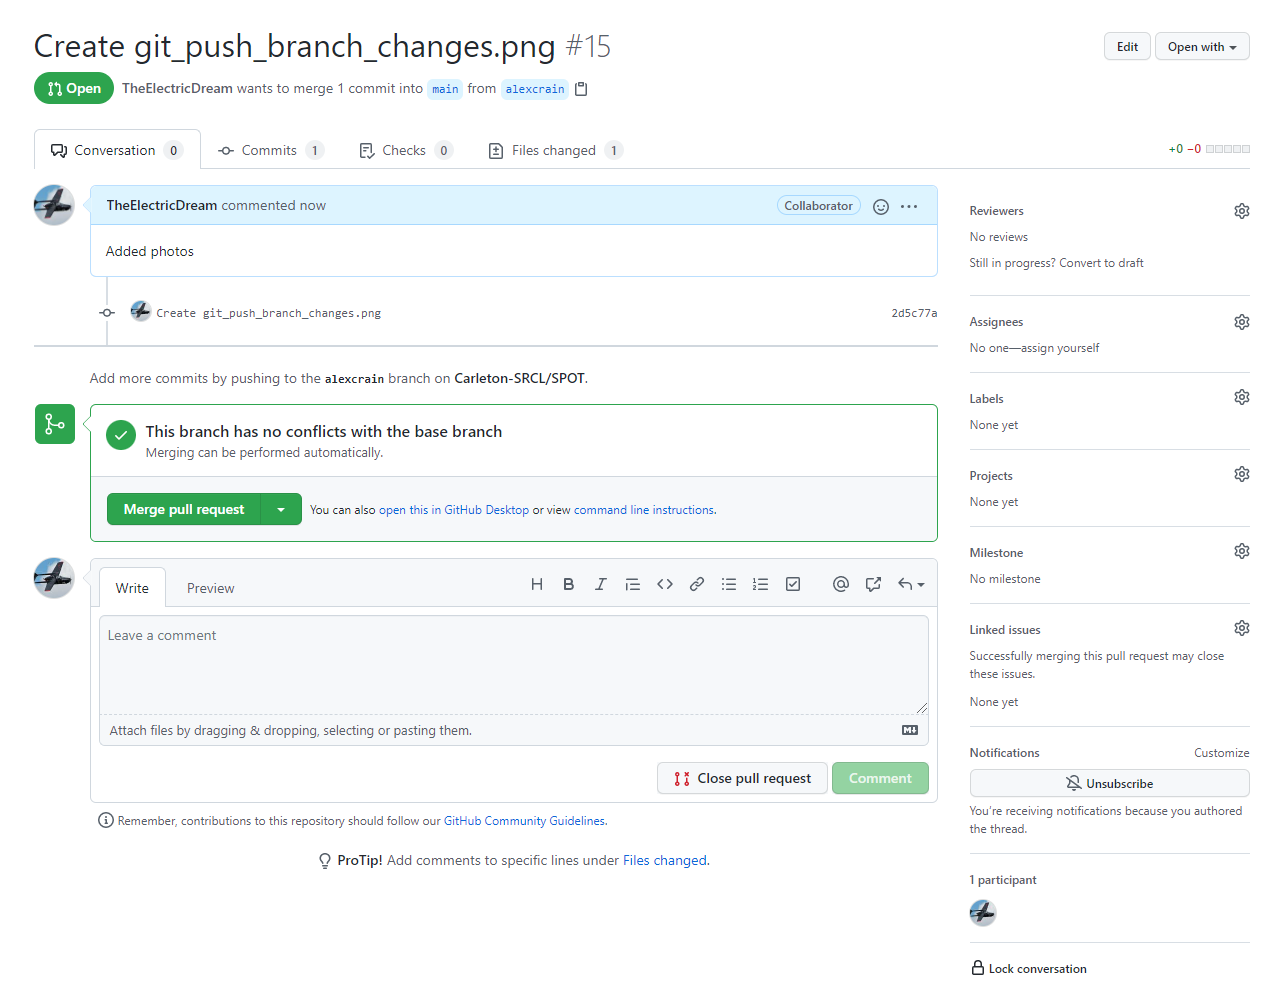 Create git_push_branch_changes.png #15
Edit
Open with
Open
TheElectricDream wants to merge 1 commit into main from alexcrain
Conversation 0
Commits 1
Checks 0
Files changed 1
+0 −0
TheElectricDream commented now
Collaborator
Added photos
Create git_push_branch_changes.png
2d5c77a
Add more commits by pushing to the alexcrain branch on Carleton-SRCL/SPOT.
This branch has no conflicts with the base branch
Merging can be performed automatically.
Merge pull request
You can also open this in GitHub Desktop or view command line instructions.
Write
Preview
Leave a comment
Attach files by dragging & dropping, selecting or pasting them.
Close pull request
Comment
Remember, contributions to this repository should follow our GitHub Community Guidelines.
ProTip! Add comments to specific lines under Files changed.
Reviewers
No reviews
Still in progress? Convert to draft
Assignees
No one—assign yourself
Labels
None yet
Projects
None yet
Milestone
No milestone
Linked issues
Successfully merging this pull request may close
these issues.
None yet
Notifications
Customize
Unsubscribe
You're receiving notifications because you authored
the thread.
1 participant
Lock conversation